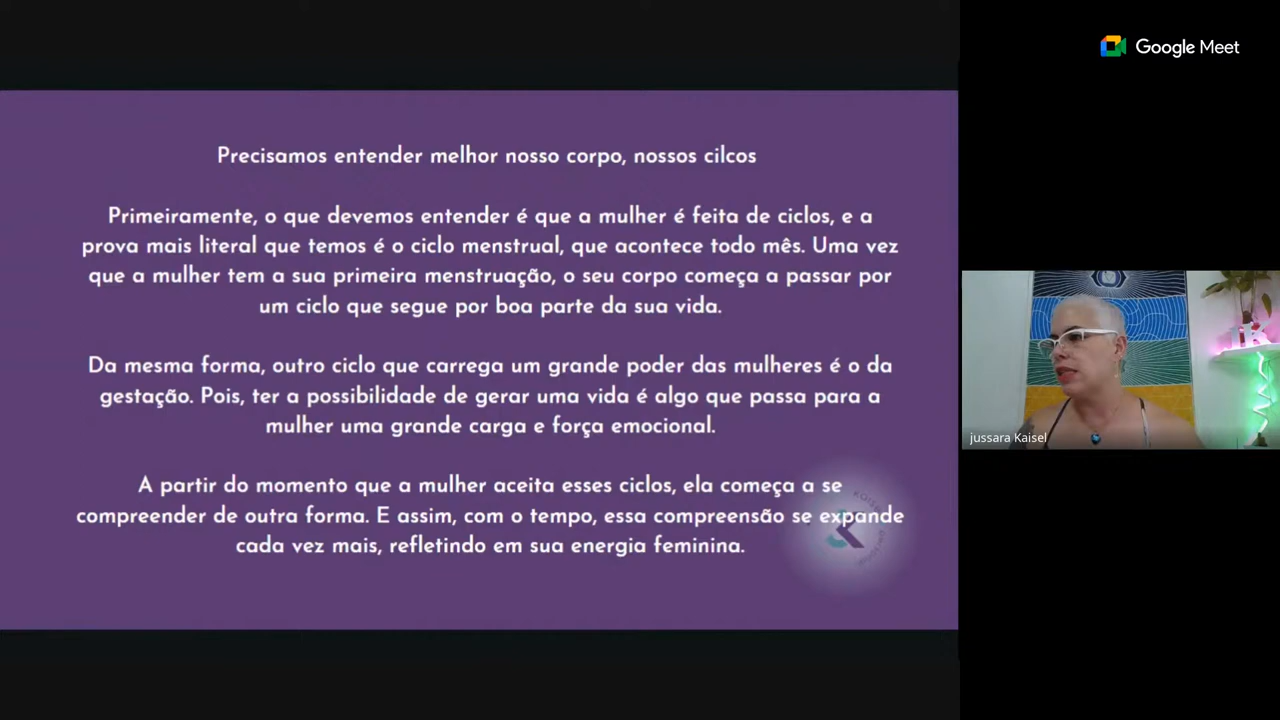 Google Meet
Precisamos entender melhor nosso corpo, nossos cilcos
Primeiramente, o que devemos entender é que a mulher é feita de ciclos, e a
prova mais literal que temos é o ciclo menstrual, que acontece todo mês. Uma vez
que a mulher tem a sua primeira menstruação, o seu corpo começa a passar por
um ciclo que segue por boa parte da sua vida.
Da mesma forma, outro ciclo que carrega um grande poder das mulheres é o da
gestação. Pois, ter a possibilidade de gerar uma vida é algo que passa para a
mulher uma grande carga e força emocional.
A partir do momento que a mulher aceita esses ciclos, ela começa a se
compreender de outra forma. E assim, com o tempo, essa compreensão se expande
cada vez mais, refletindo em sua energia feminina.
jussara Kaisel